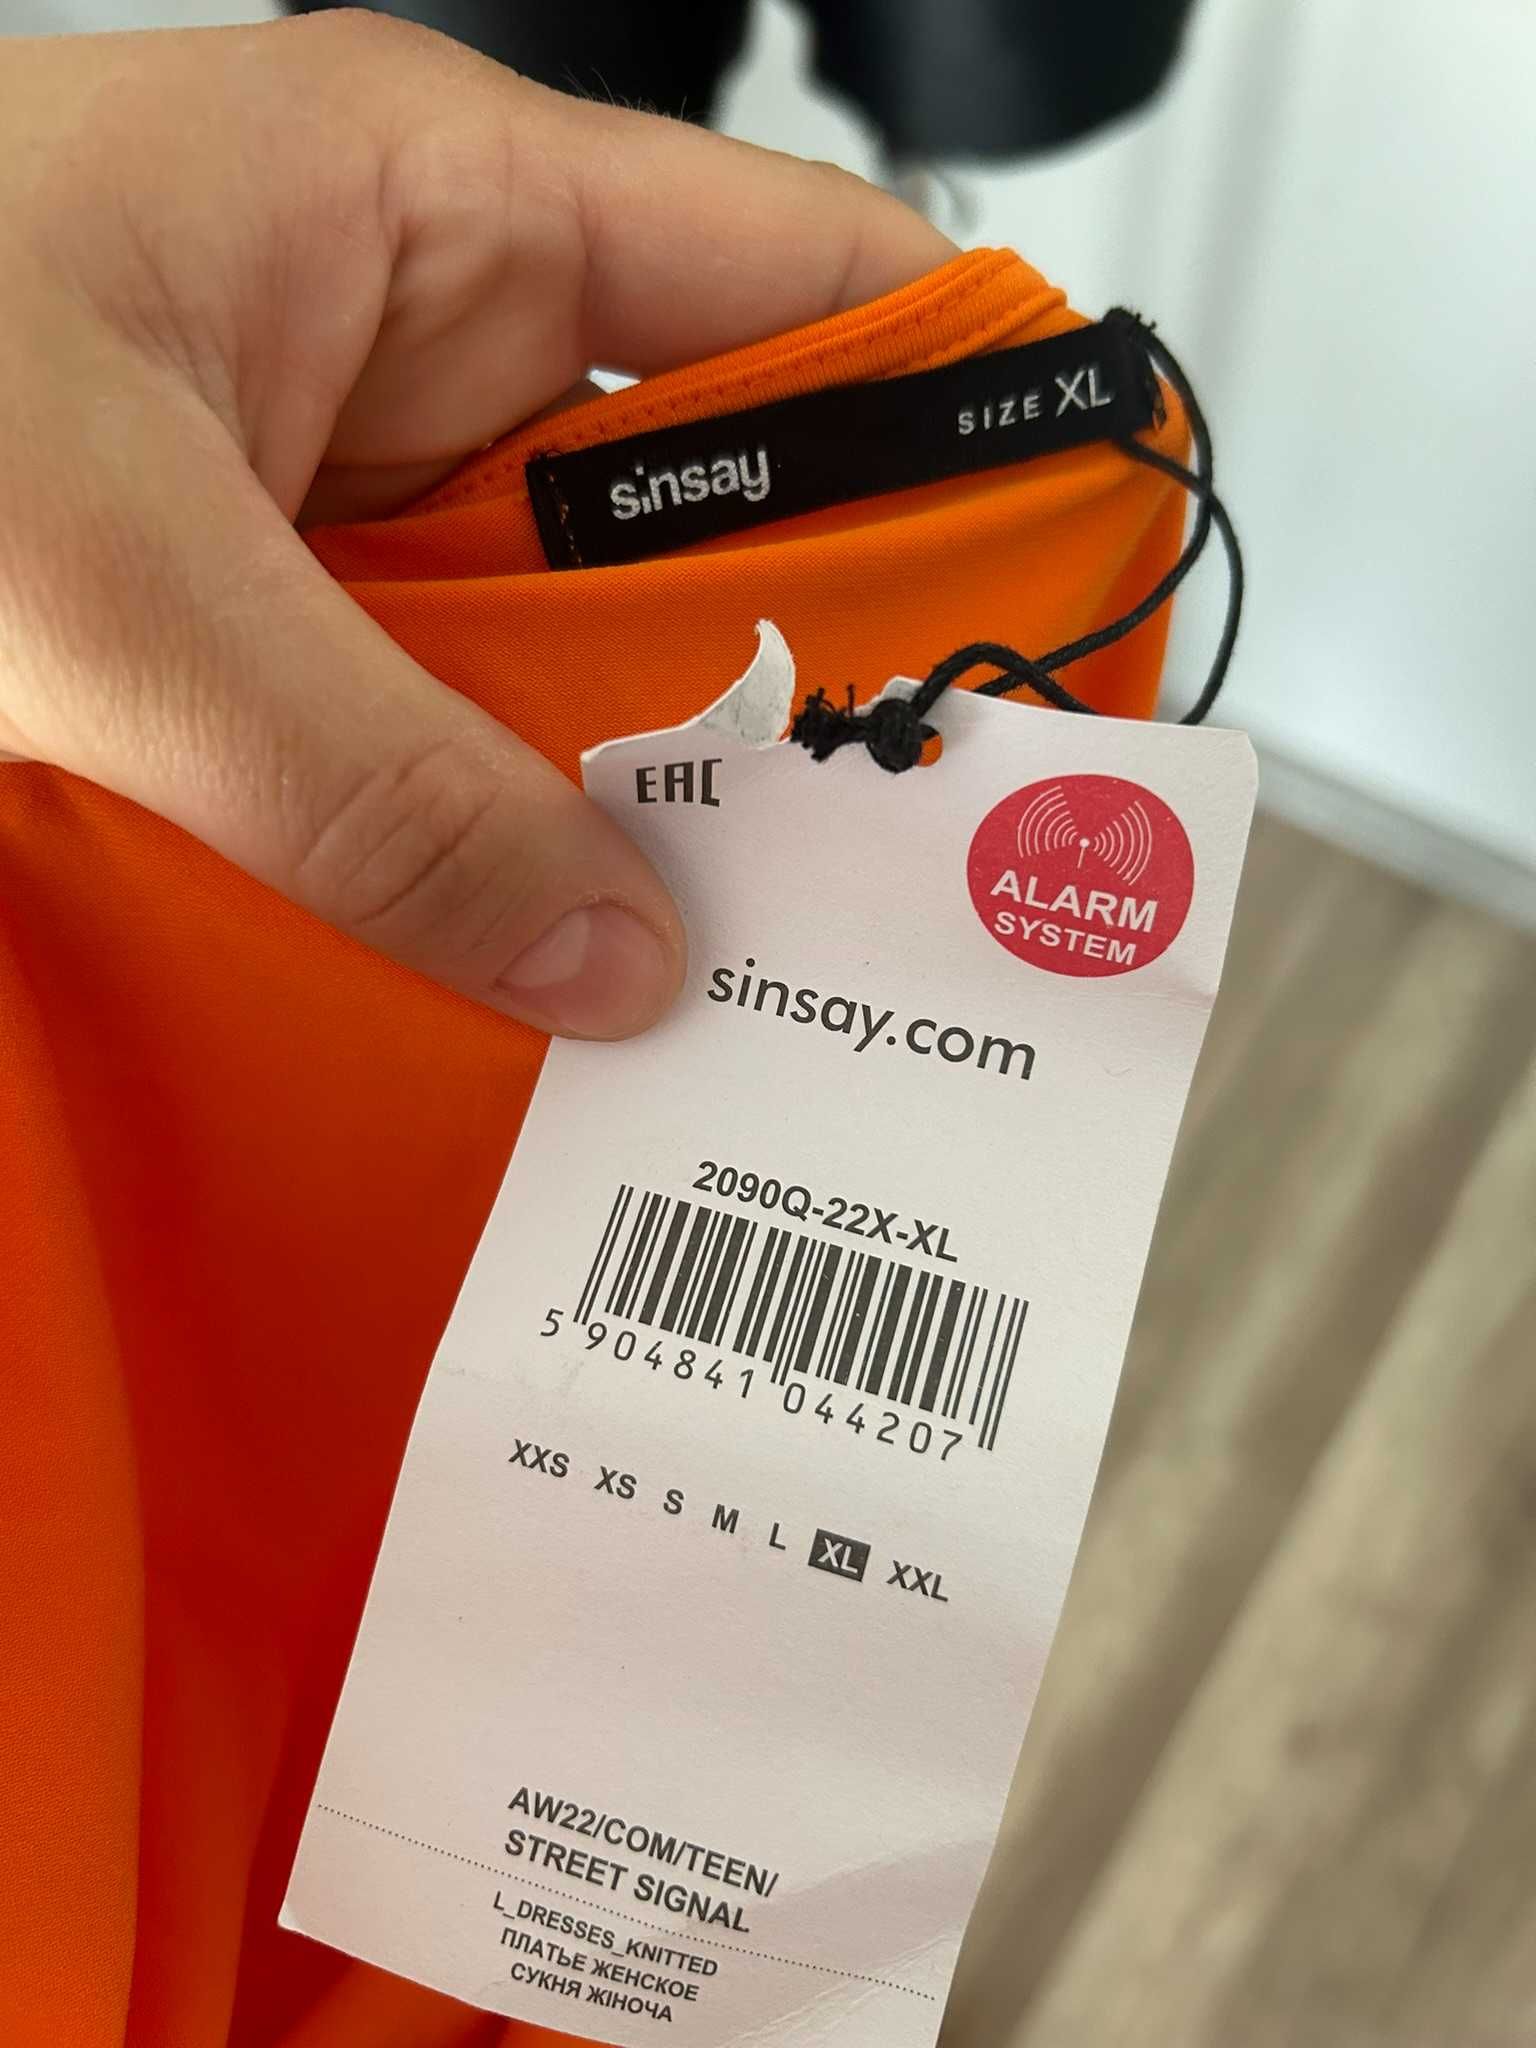 sinsay SIZE XL
EAC
ALARM
SYSTEM
sinsay.com
2090Q-22X-XL
5 904841 044207
XXS XS S M L XL XXL
AW22/COM/TEEN/
STREET SIGNAL
L_DRESSES_KNITTED
ПЛАТЬЕ ЖЕНСКОЕ
СУКНЯ ЖІНОЧА